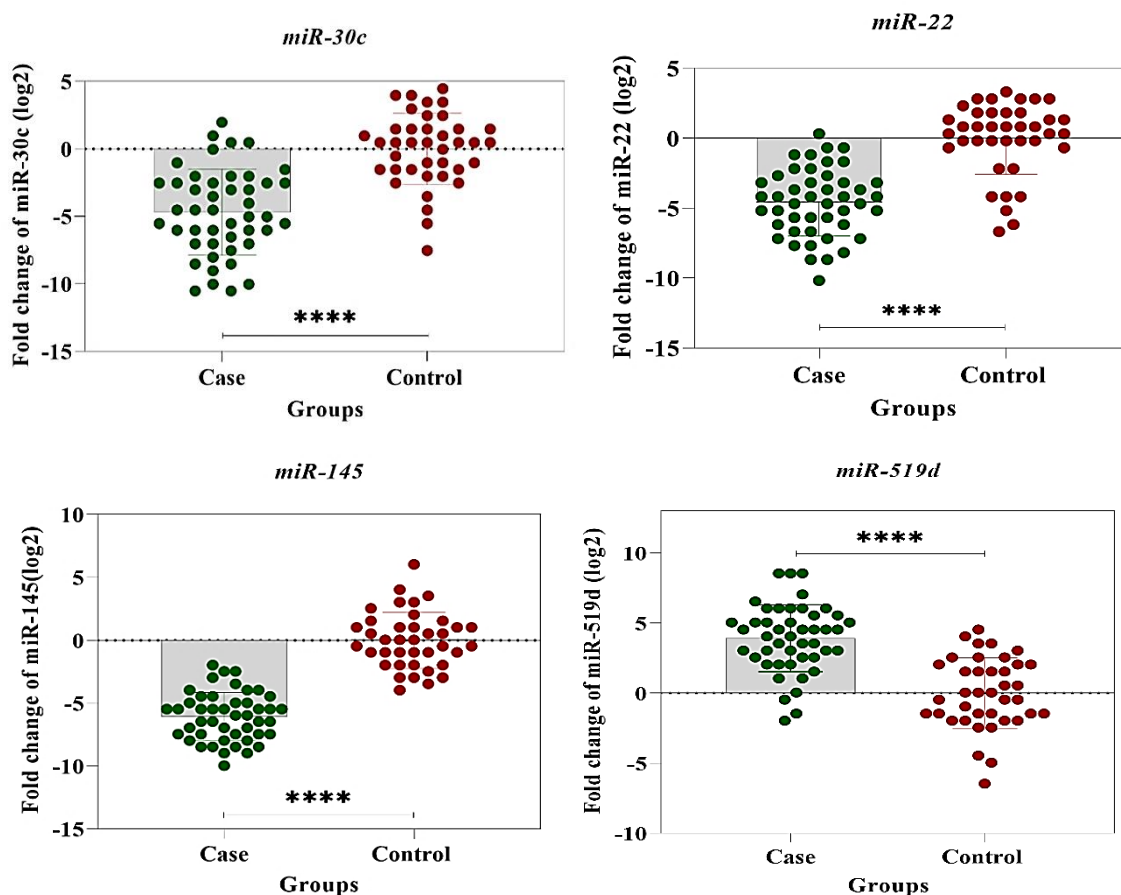 miR-30c
Fold change of miR-30c (log2)
5
0
-5
-10
-15
****
Case
Control
Groups
miR-22
Fold change of miR-22 (log2)
5
0
-5
-10
-15
****
Case
Control
Groups
miR-145
Fold change of miR-145(log2)
10
5
0
-5
-10
-15
****
Case
Control
Groups
miR-519d
Fold change of miR-519d (log2)
10
5
0
-5
-10
****
Case
Control
Groups